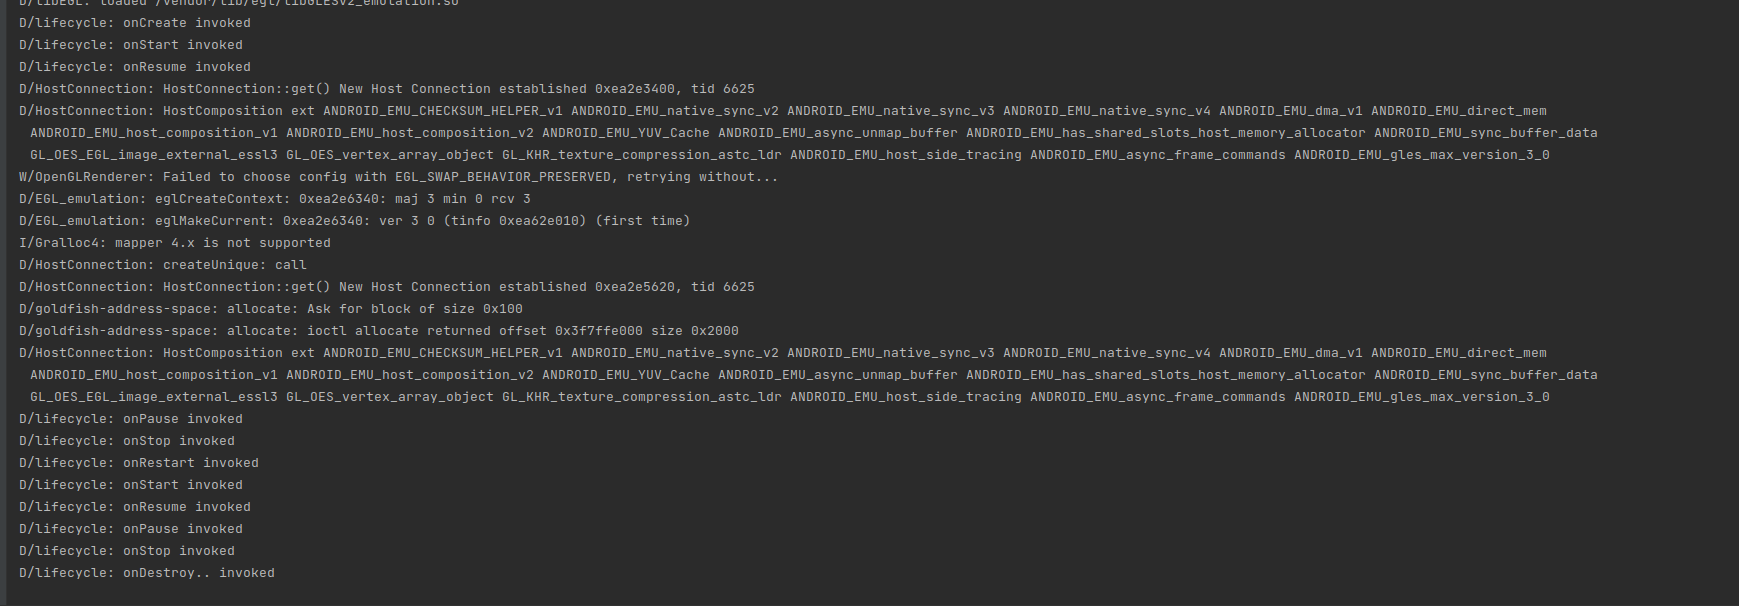 D/libEGL: loaded /vendor/lib/egl/libGLESv2_emulation.so
D/lifecycle: onCreate invoked
D/lifecycle: onStart invoked
D/lifecycle: onResume invoked
D/HostConnection: HostConnection::get() New Host Connection established 0xea2e3400, tid 6625
D/HostConnection: HostComposition ext ANDROID_EMU_CHECKSUM_HELPER_v1 ANDROID_EMU_native_sync_v2 ANDROID_EMU_native_sync_v3 ANDROID_EMU_native_sync_v4 ANDROID_EMU_dma_v1 ANDROID_EMU_direct_mem
ANDROID_EMU_host_composition_v1 ANDROID_EMU_host_composition_v2 ANDROID_EMU_YUV_Cache ANDROID_EMU_async_unmap_buffer ANDROID_EMU_has_shared_slots_host_memory_allocator ANDROID_EMU_sync_buffer_data
GL_OES_EGL_image_external_essl3 GL_OES_vertex_array_object GL_KHR_texture_compression_astc_ldr ANDROID_EMU_host_side_tracing ANDROID_EMU_async_frame_commands ANDROID_EMU_gles_max_version_3_0
W/OpenGLRenderer: Failed to choose config with EGL_SWAP_BEHAVIOR_PRESERVED, retrying without...
D/EGL_emulation: eglCreateContext: 0xea2e6340: maj 3 min 0 rcv 3
D/EGL_emulation: eglMakeCurrent: 0xea2e6340: ver 3 0 (tinfo 0xea62e010) (first time)
I/Gralloc4: mapper 4.x is not supported
D/HostConnection: createUnique: call
D/HostConnection: HostConnection::get() New Host Connection established 0xea2e5620, tid 6625
D/goldfish-address-space: allocate: Ask for block of size 0x100
D/goldfish-address-space: allocate: ioctl allocate returned offset 0x3f7ffe000 size 0x2000
D/HostConnection: HostComposition ext ANDROID_EMU_CHECKSUM_HELPER_v1 ANDROID_EMU_native_sync_v2 ANDROID_EMU_native_sync_v3 ANDROID_EMU_native_sync_v4 ANDROID_EMU_dma_v1 ANDROID_EMU_direct_mem
ANDROID_EMU_host_composition_v1 ANDROID_EMU_host_composition_v2 ANDROID_EMU_YUV_Cache ANDROID_EMU_async_unmap_buffer ANDROID_EMU_has_shared_slots_host_memory_allocator ANDROID_EMU_sync_buffer_data
GL_OES_EGL_image_external_essl3 GL_OES_vertex_array_object GL_KHR_texture_compression_astc_ldr ANDROID_EMU_host_side_tracing ANDROID_EMU_async_frame_commands ANDROID_EMU_gles_max_version_3_0
D/lifecycle: onPause invoked
D/lifecycle: onStop invoked
D/lifecycle: onRestart invoked
D/lifecycle: onStart invoked
D/lifecycle: onResume invoked
D/lifecycle: onPause invoked
D/lifecycle: onStop invoked
D/lifecycle: onDestroy.. invoked